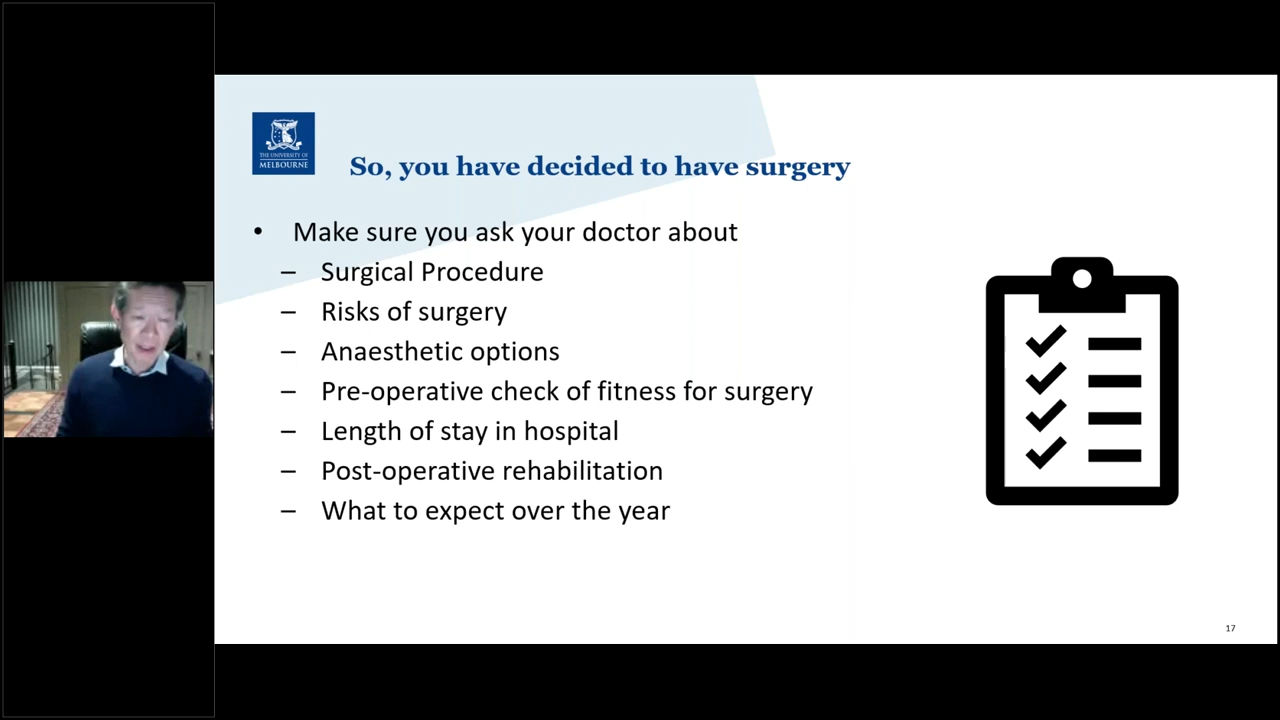 THE UNIVERSITY OF
MELBOURNE
So, you have decided to have surgery
• Make sure you ask your doctor about
– Surgical Procedure
– Risks of surgery
– Anaesthetic options
– Pre-operative check of fitness for surgery
– Length of stay in hospital
– Post-operative rehabilitation
– What to expect over the year
17